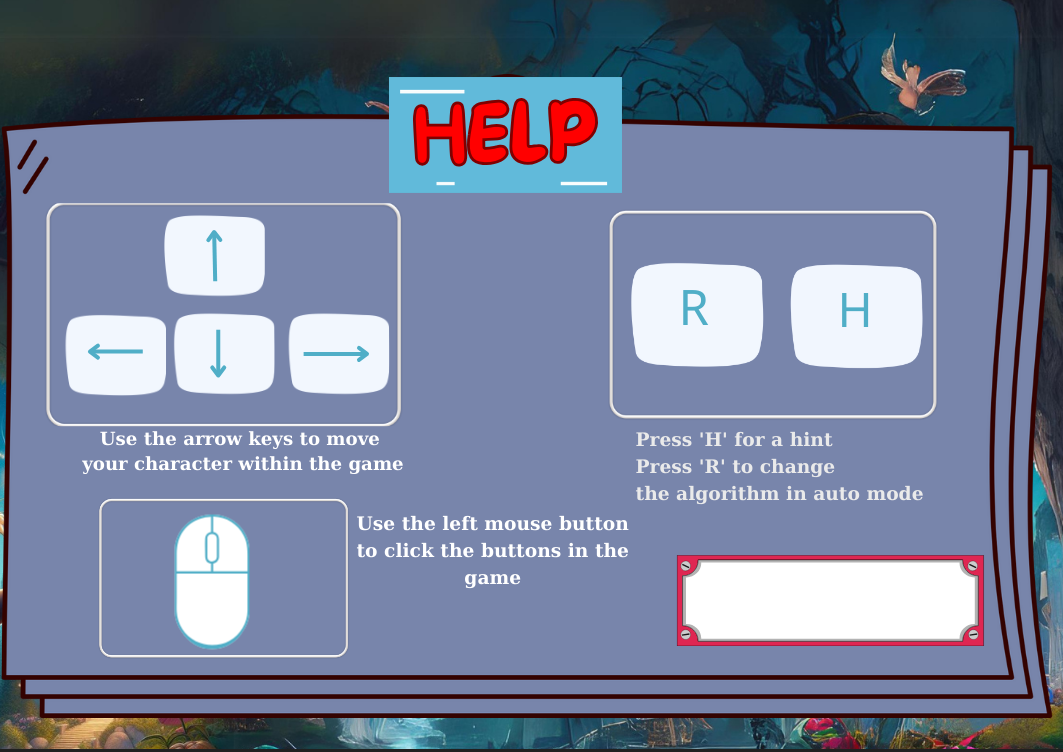 HELP
R H
Use the arrow keys to move
your character within the game
Press 'H' for a hint
Press 'R' to change
the algorithm in auto mode
Use the left mouse button
to click the buttons in the
game